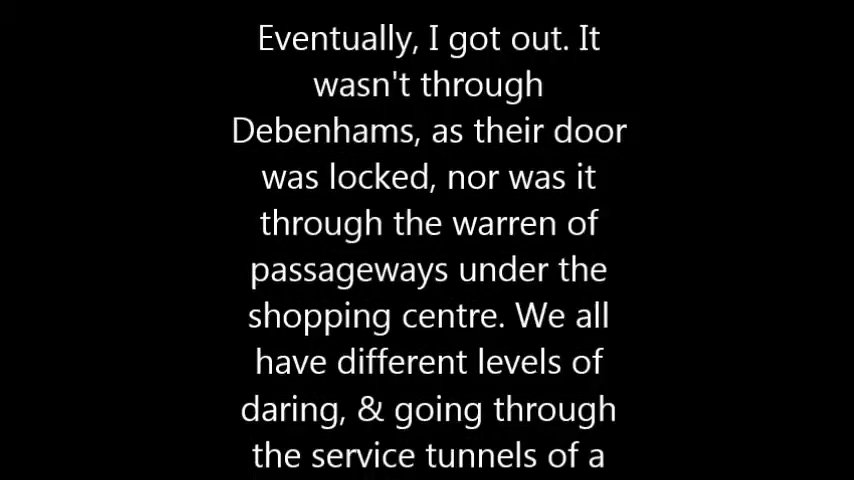 Eventually, I got out. It
wasn't through
Debenhams, as their door
was locked, nor was it
through the warren of
passageways under the
shopping centre. We all
have different levels of
daring, & going through
the service tunnels of a